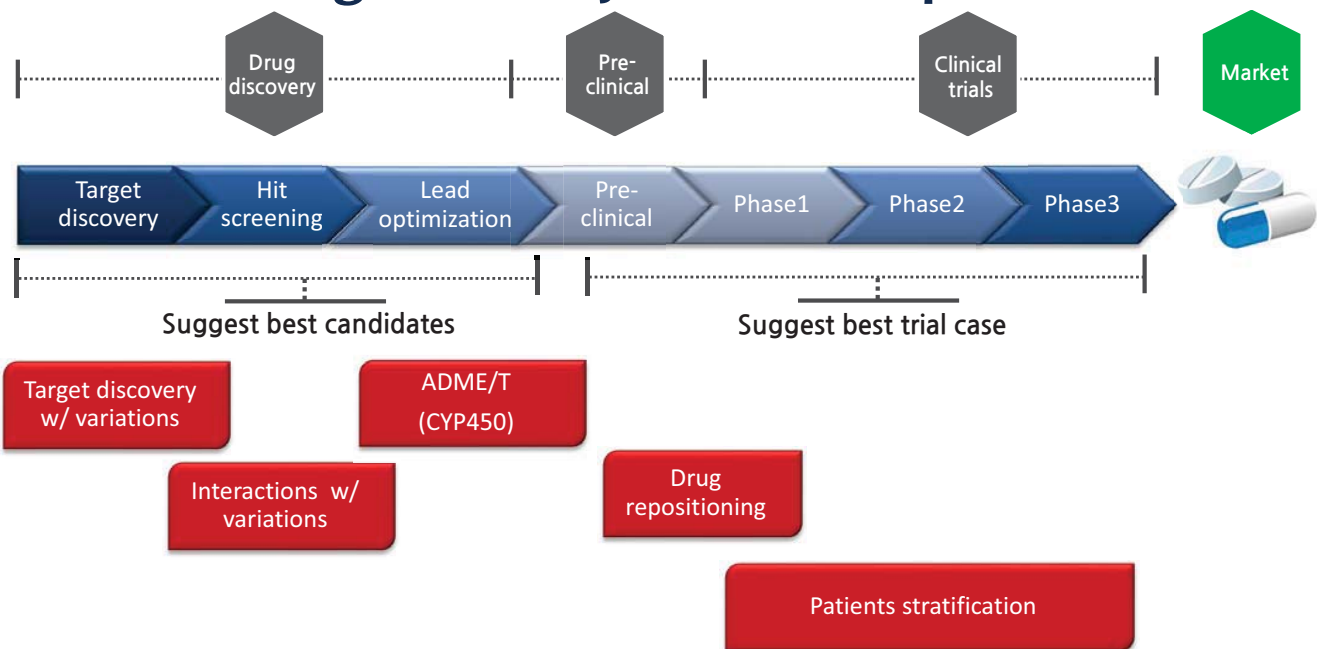 Drug
discovery
Pre-
clinical
Clinical
trials
Market
Target
discovery
Hit
screening
Lead
optimization
Pre-
clinical
Phase1
Phase2
Phase3
Suggest best candidates
Suggest best trial case
Target discovery
w/ variations
ADME/T
(CYP450)
Interactions w/
variations
Drug
repositioning
Patients stratification